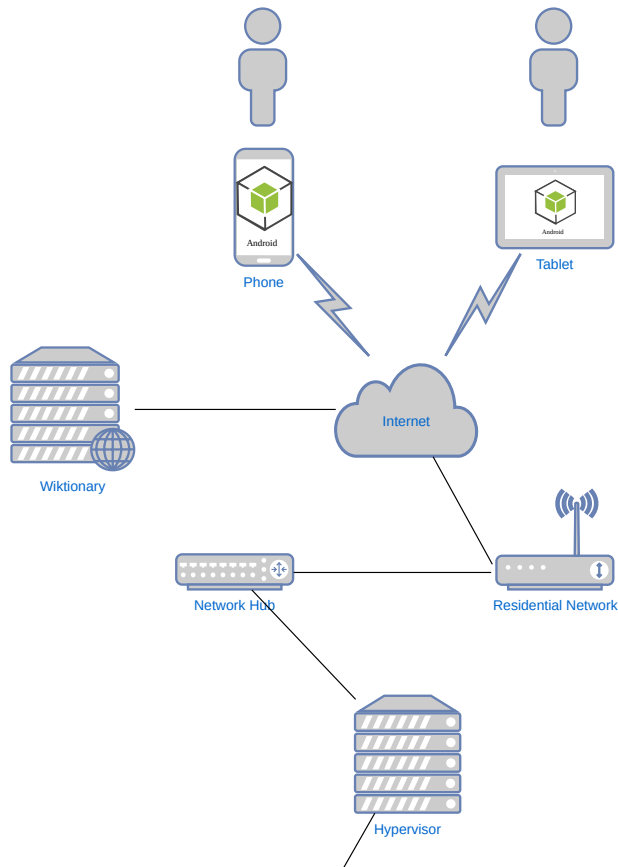 Android
Android
Phone
Tablet
Internet
Wiktionary
Network Hub
Residential Network
Hypervisor